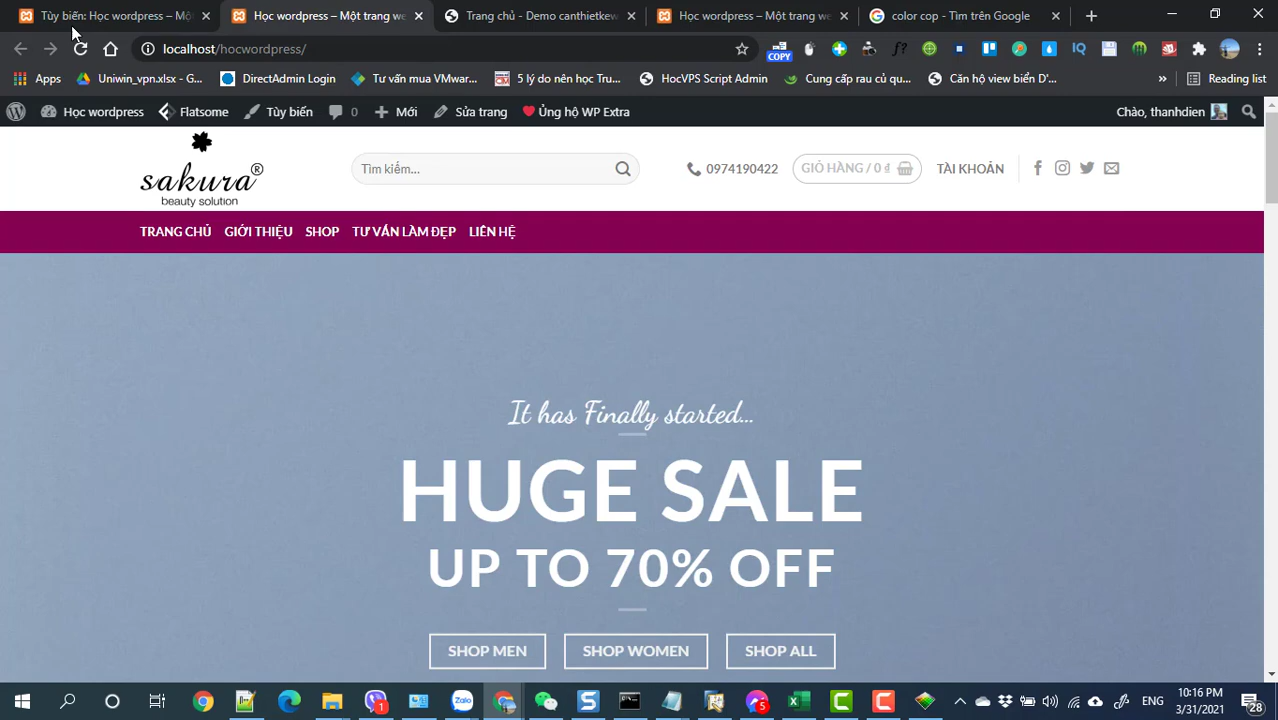 Tùy biến: Học wordpress – Mộ
Học wordpress – Một trang we
Trang chủ - Demo canthietkew
Học wordpress – Một trang we
color cop - Tìm trên Google
localhost/hocwordpress/
COPY
f?
IQ
Apps
Uniwin_vpn.xlsx - G...
DirectAdmin Login
Tư vấn mua VMwar...
5 lý do nên học Tru...
HocVPS Script Admin
Cung cấp rau củ qu...
Căn hộ view biển D'...
»
Reading list
Học wordpress
Flatsome
Tùy biến
0
Mới
Sửa trang
Ủng hộ WP Extra
Chào, thanhdien
sakura®
beauty solution
Tìm kiếm...
0974190422
GIỎ HÀNG / 0 ₫
TÀI KHOẢN
TRANG CHỦ
GIỚI THIỆU
SHOP
TƯ VẤN LÀM ĐẸP
LIÊN HỆ
It has Finally started...
HUGE SALE
UP TO 70% OFF
SHOP MEN
SHOP WOMEN
SHOP ALL
1
Zalo
5
ENG
10:16 PM
3/31/2021
28